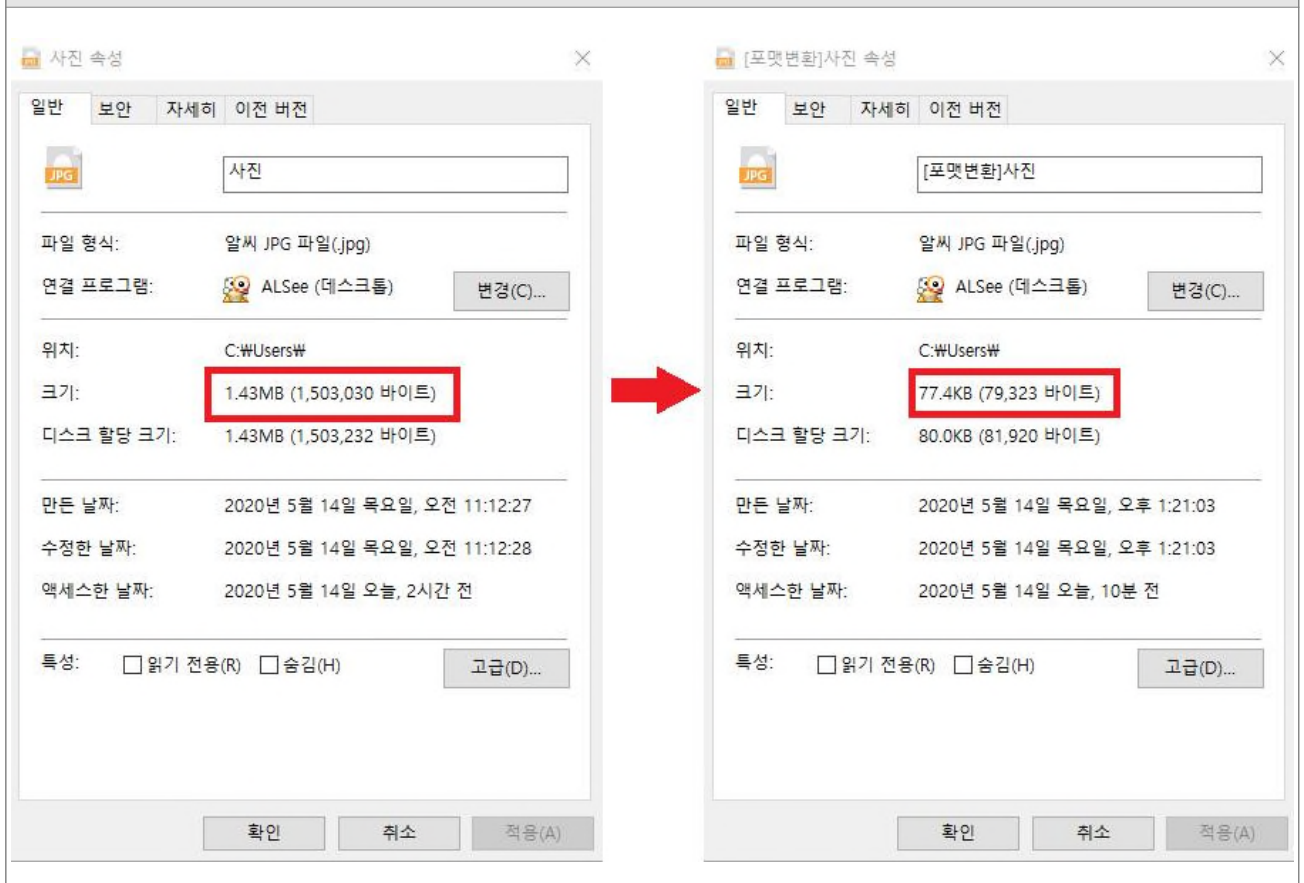 사진 속성
일반 보안 자세히 이전 버전
JPG 사진
파일 형식: 알씨 JPG 파일(.jpg)
연결 프로그램: ALSee (데스크톱) 변경(C)...
위치: C:₩Users₩
크기: 1.43MB (1,503,030 바이트)
디스크 할당 크기: 1.43MB (1,503,232 바이트)
만든 날짜: 2020년 5월 14일 목요일, 오전 11:12:27
수정한 날짜: 2020년 5월 14일 목요일, 오전 11:12:28
액세스한 날짜: 2020년 5월 14일 오늘, 2시간 전
특성: 읽기 전용(R) 숨김(H) 고급(D)...
확인 취소 적용(A)
[포맷변환]사진 속성
일반 보안 자세히 이전 버전
JPG [포맷변환]사진
파일 형식: 알씨 JPG 파일(.jpg)
연결 프로그램: ALSee (데스크톱) 변경(C)...
위치: C:₩Users₩
크기: 77.4KB (79,323 바이트)
디스크 할당 크기: 80.0KB (81,920 바이트)
만든 날짜: 2020년 5월 14일 목요일, 오후 1:21:03
수정한 날짜: 2020년 5월 14일 목요일, 오후 1:21:03
액세스한 날짜: 2020년 5월 14일 오늘, 10분 전
특성: 읽기 전용(R) 숨김(H) 고급(D)...
확인 취소 적용(A)